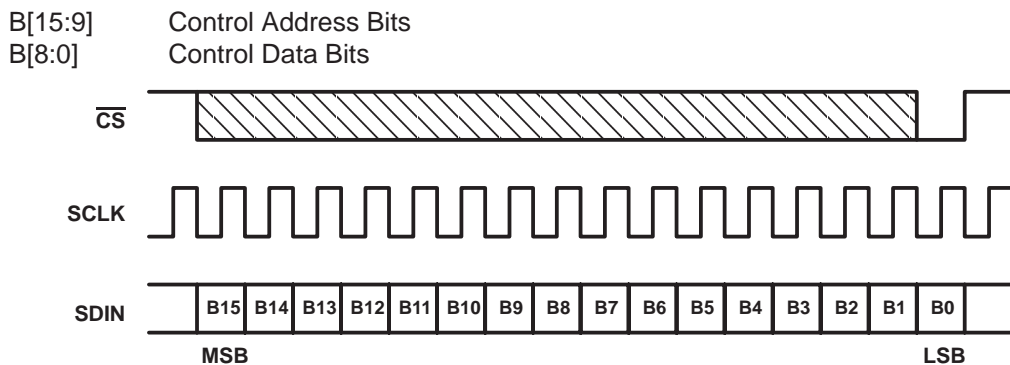 B[15:9] Control Address Bits
B[8:0] Control Data Bits
CS
SCLK
SDIN B15 B14 B13 B12 B11 B10 B9 B8 B7 B6 B5 B4 B3 B2 B1 B0
MSB LSB